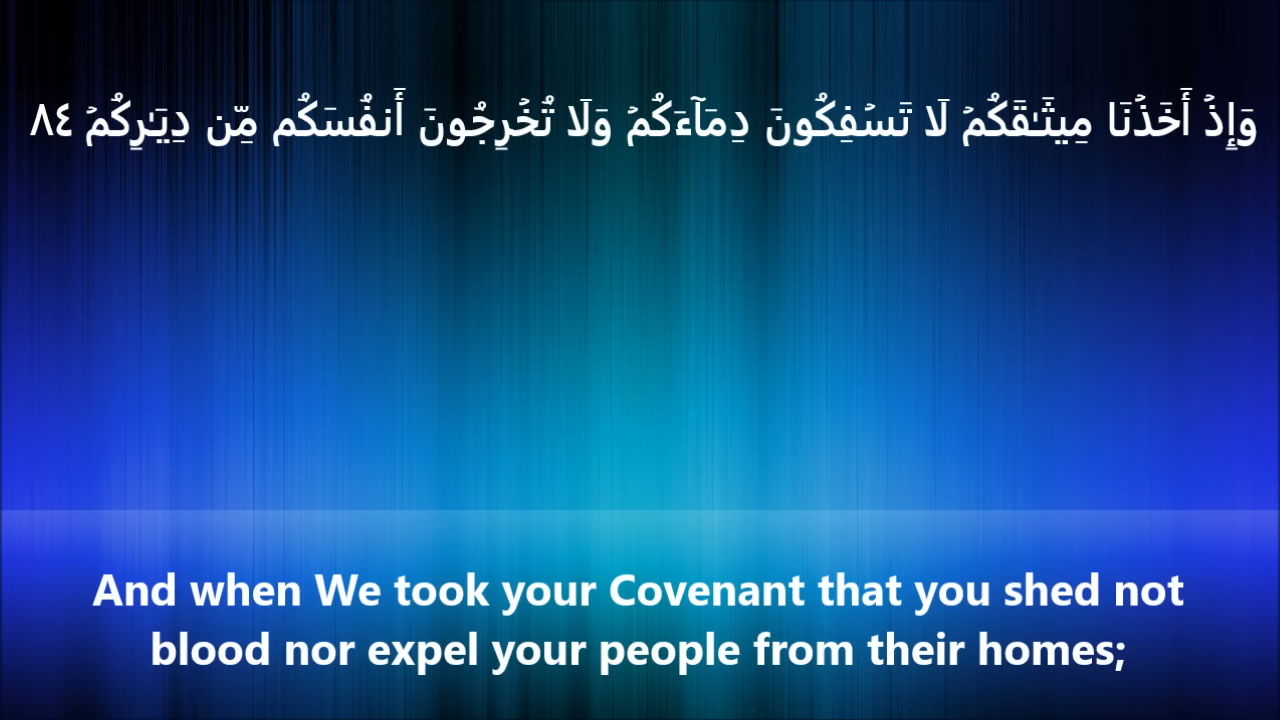 وَإِذۡ أَخَذۡنَا مِيثَٰقَكُمۡ لَا تَسۡفِكُونَ دِمَآءَكُمۡ وَلَا تُخۡرِجُونَ أَنفُسَكُم مِّن دِيَٰرِكُمۡ ٨٤
And when We took your Covenant that you shed not
blood nor expel your people from their homes;